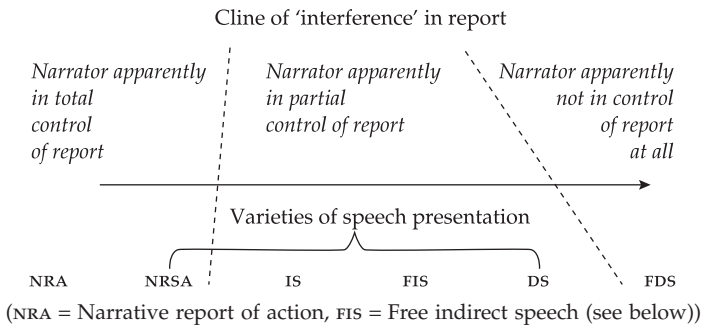 Cline of ‘interference’ in report
Narrator apparently
in total
control
of report
Narrator apparently
in partial
control of report
Narrator apparently
not in control
of report
at all
Varieties of speech presentation
NRA NRSA IS FIS DS FDS
(NRA = Narrative report of action, FIS = Free indirect speech (see below))